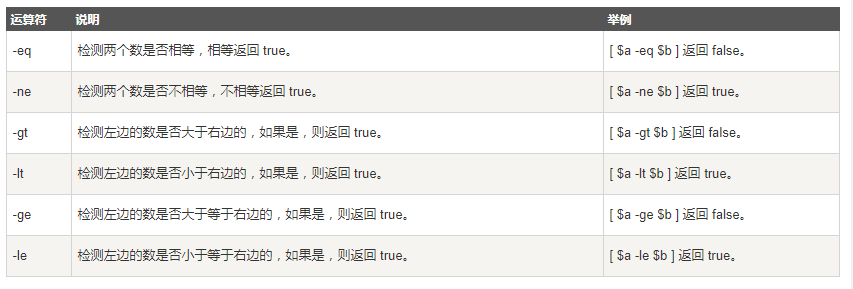 运算符 说明 举例
-eq 检测两个数是否相等，相等返回 true。 [ $a -eq $b ] 返回 false。
-ne 检测两个数是否不相等，不相等返回 true。 [ $a -ne $b ] 返回 true。
-gt 检测左边的数是否大于右边的，如果是，则返回 true。 [ $a -gt $b ] 返回 false。
-lt 检测左边的数是否小于右边的，如果是，则返回 true。 [ $a -lt $b ] 返回 true。
-ge 检测左边的数是否大于等于右边的，如果是，则返回 true。 [ $a -ge $b ] 返回 false。
-le 检测左边的数是否小于等于右边的，如果是，则返回 true。 [ $a -le $b ] 返回 true。